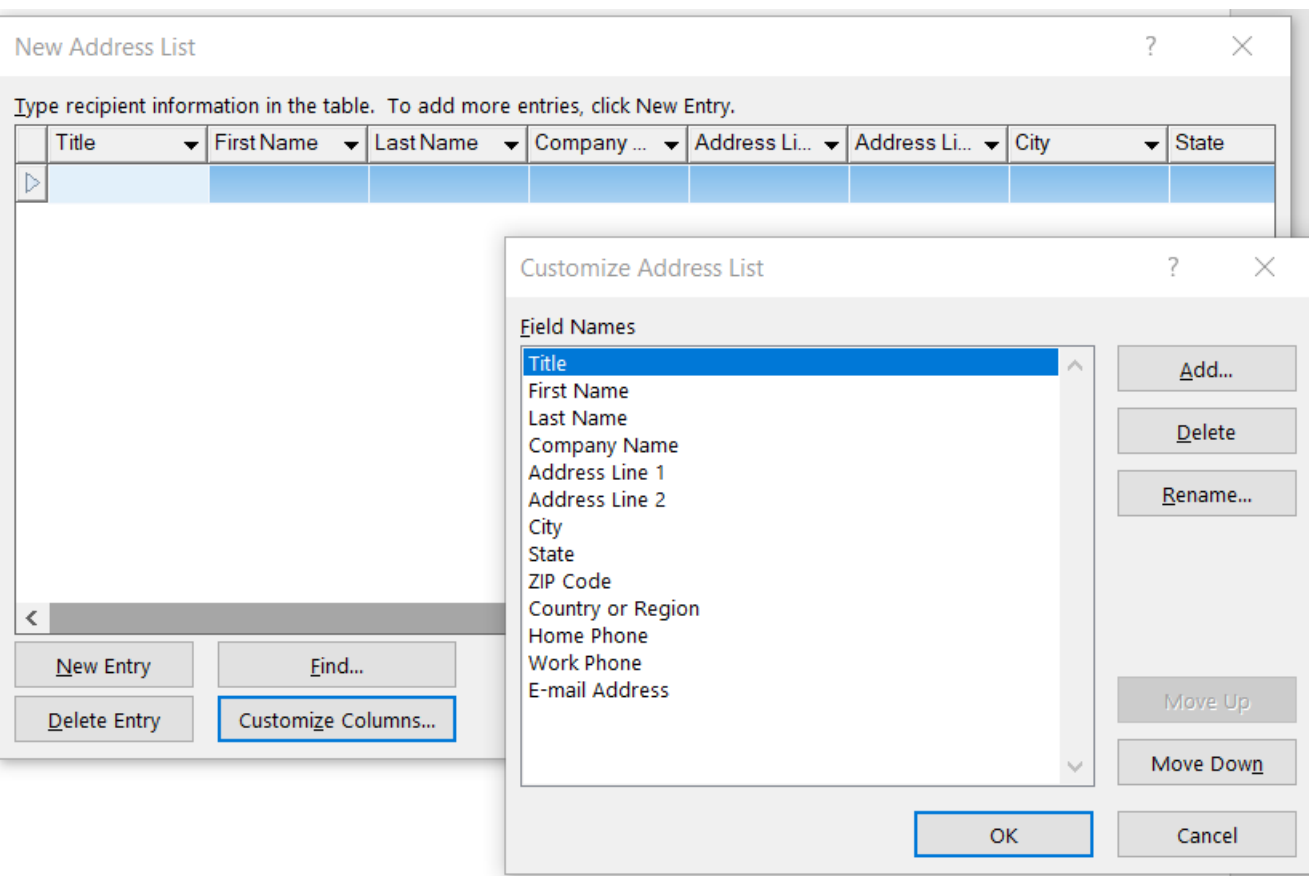 New Address List ?
Type recipient information in the table. To add more entries, click New Entry.
Title First Name Last Name Company ... Address Li... Address Li... City State
Customize Address List ?
Field Names
Title
First Name
Last Name
Company Name
Address Line 1
Address Line 2
City
State
ZIP Code
Country or Region
Home Phone
Work Phone
E-mail Address
Add...
Delete
Rename...
Move Up
Move Down
OK Cancel
New Entry Find...
Delete Entry Customize Columns...